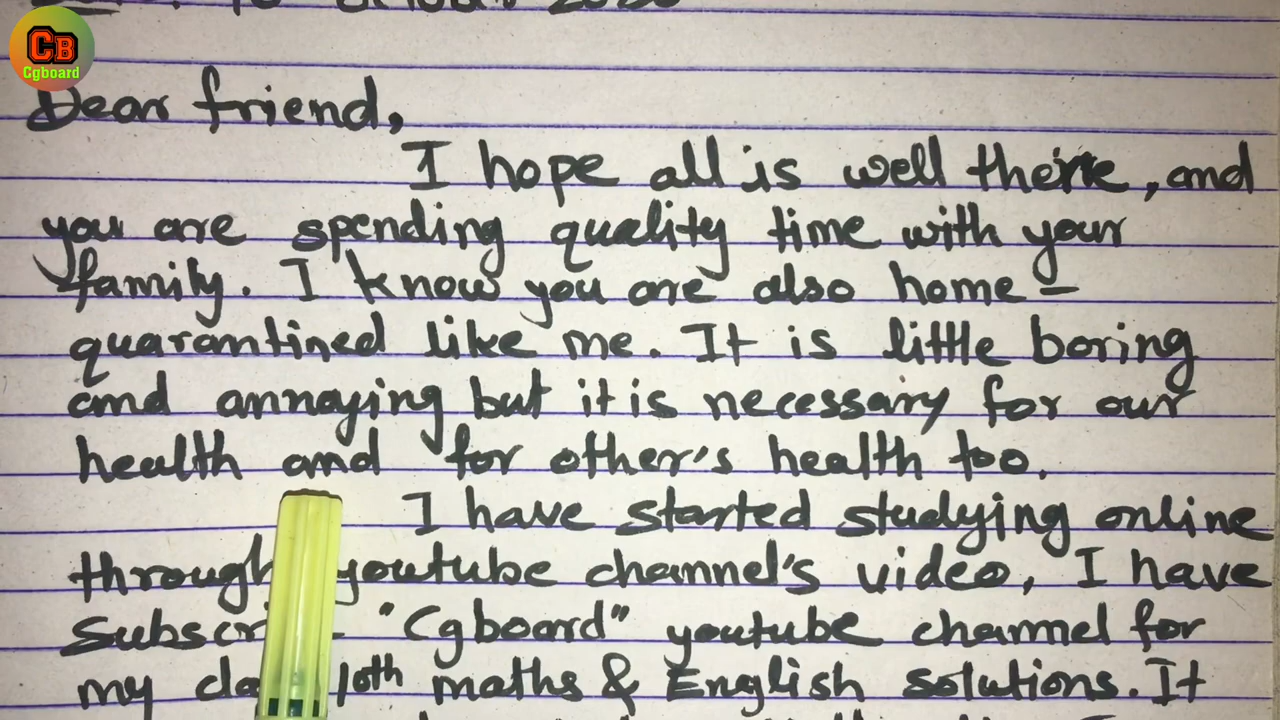 CB
Cgboard
Dear friend,
I hope all is well there, and
you are spending quality time with your
family. I know you are also home-
quarantined like me. It is little boring
and annoying but it is necessary for our
health and for other's health too.
I have started studying online
through youtube channel's video, I have
"Cgboard" youtube channel for
my 10th maths & English solutions. It